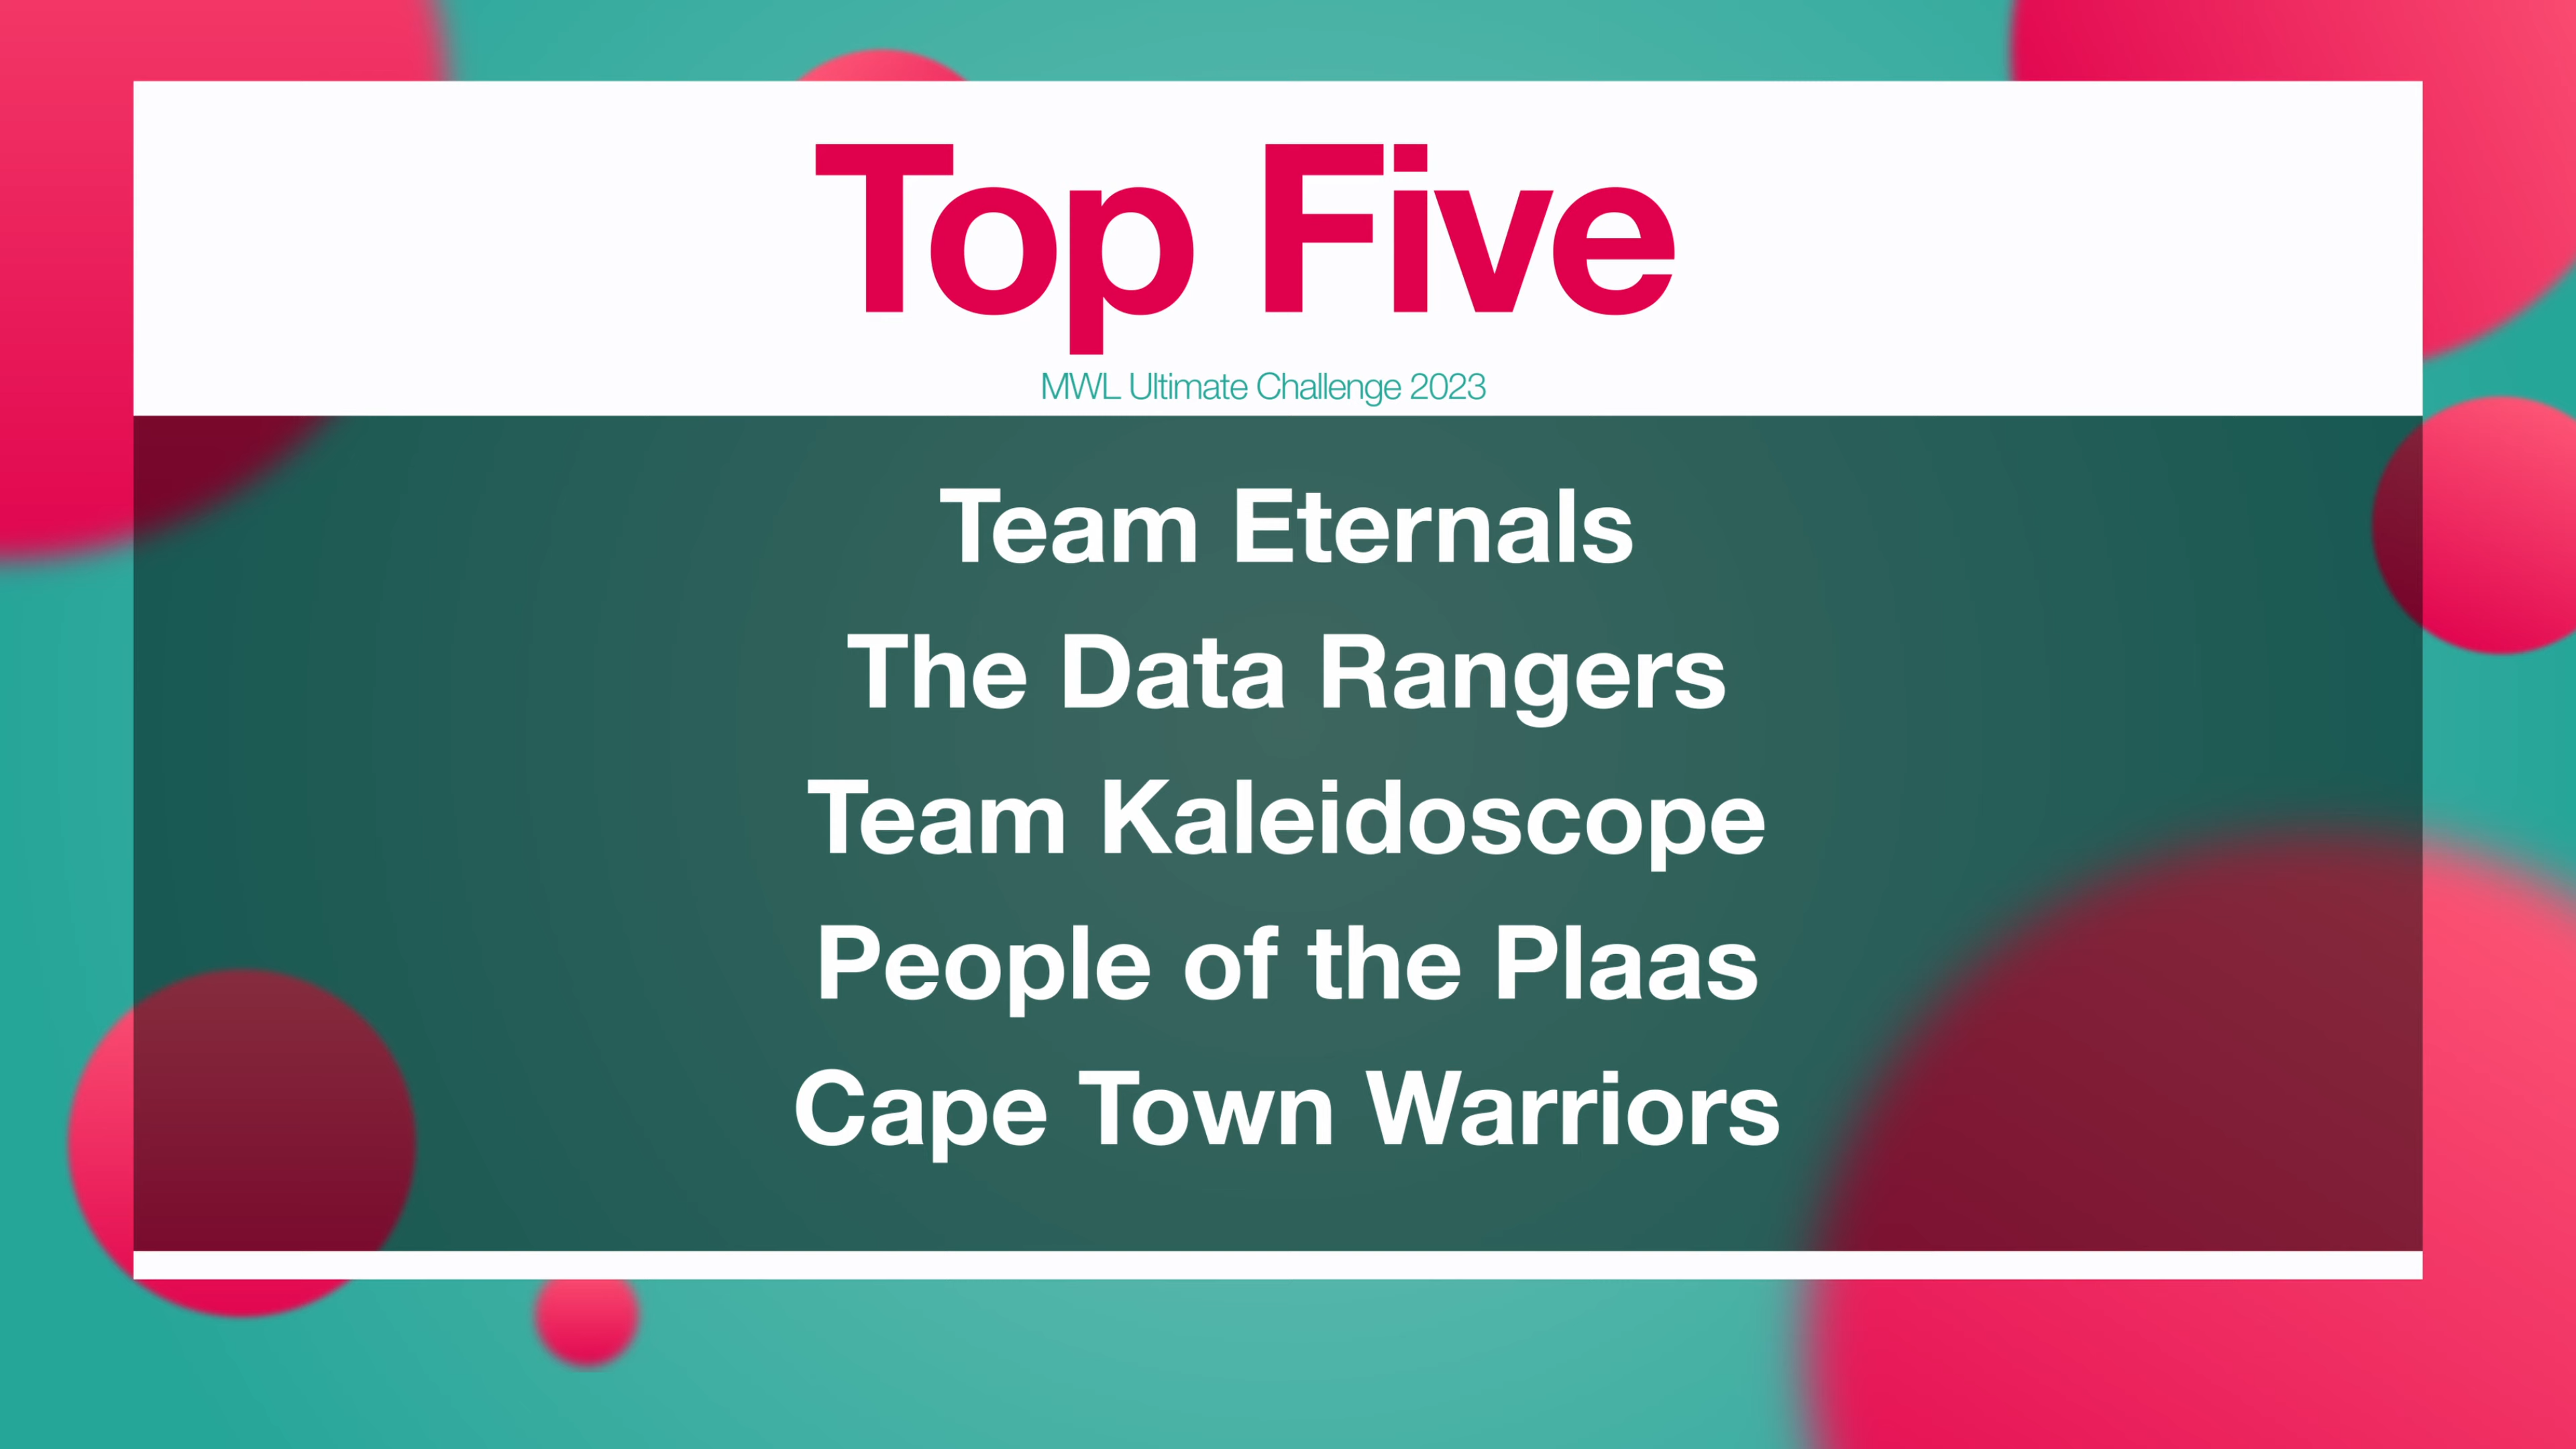 Top Five
MWL Ultimate Challenge 2023
Team Eternals
The Data Rangers
Team Kaleidoscope
People of the Plaas
Cape Town Warriors